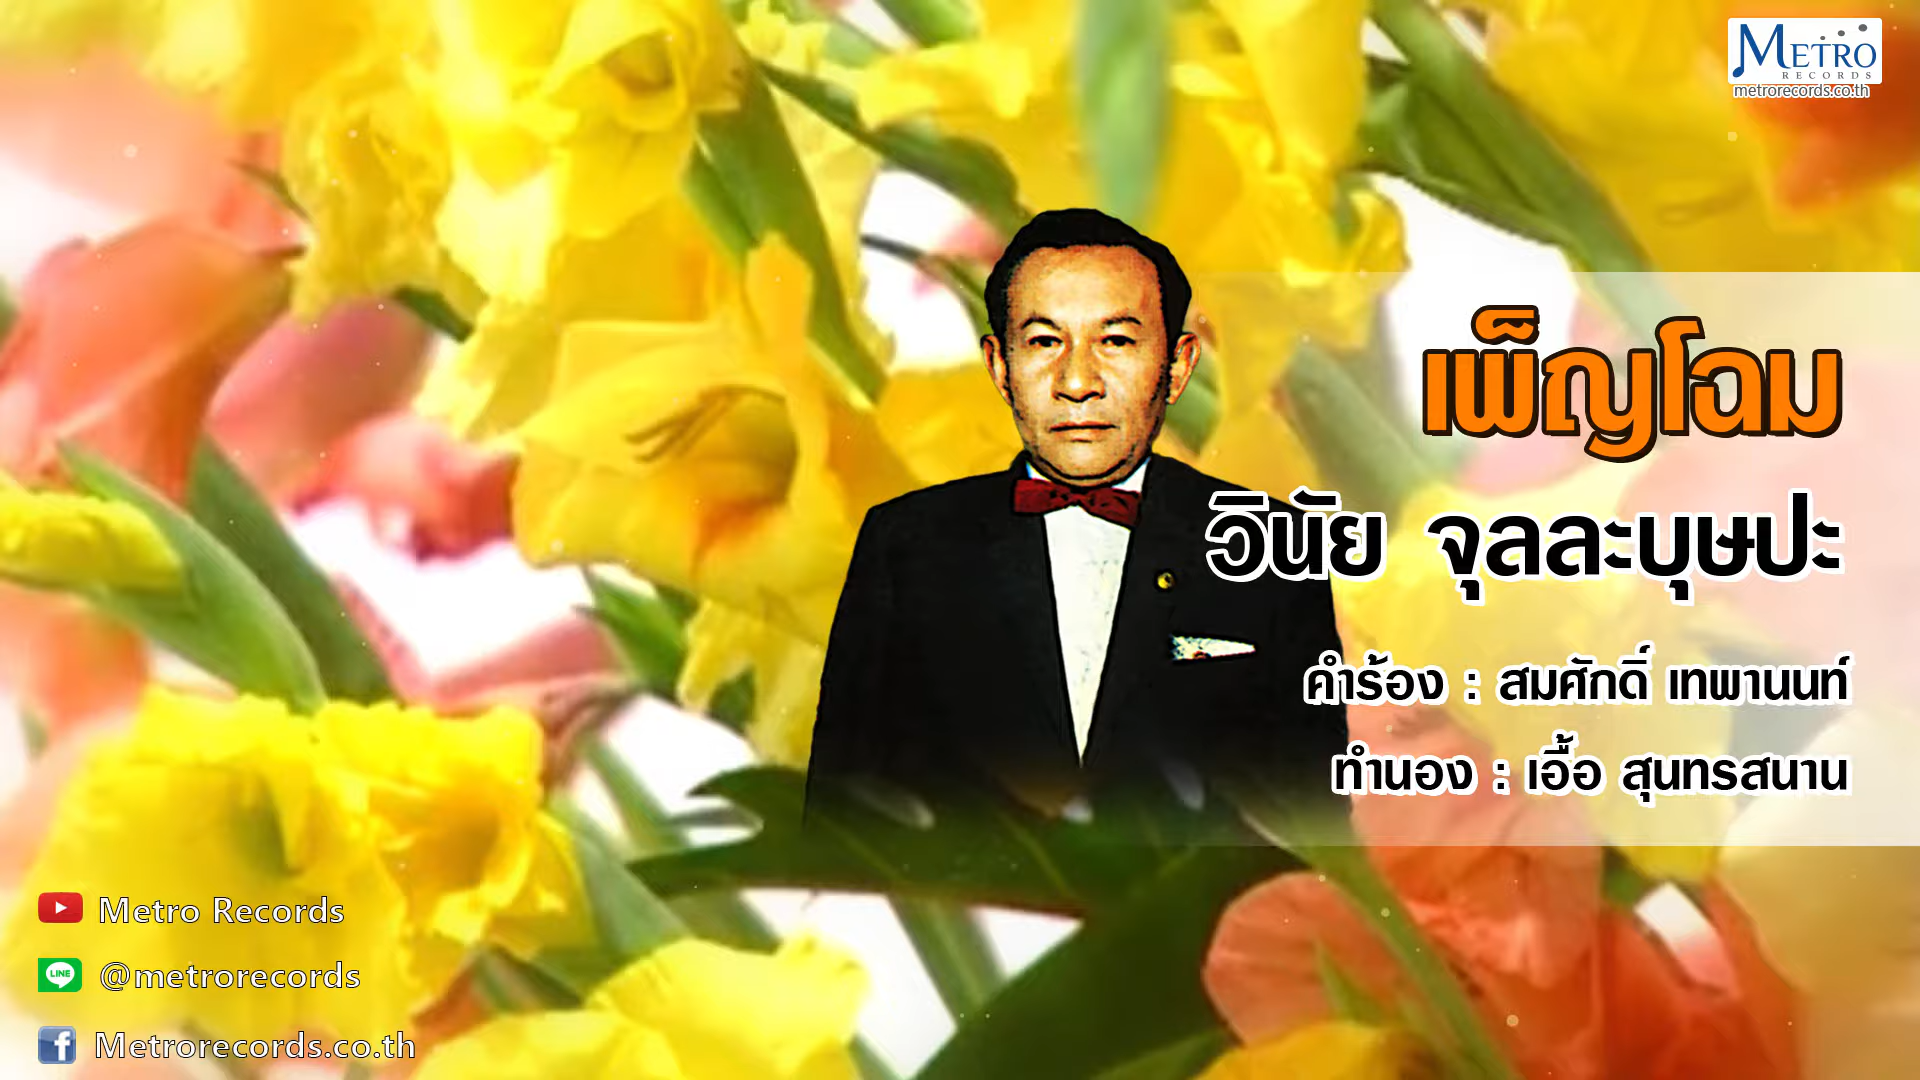 METRO
RECORDS
metrorecords.co.th
เพ็ญโฉม
วินัย จุลละบุษปะ
คำร้อง : สมศักดิ์ เทพานนท์
ทำนอง : เอื้อ สุนทรสนาน
Metro Records
LINE @metrorecords
f Metrorecords.co.th